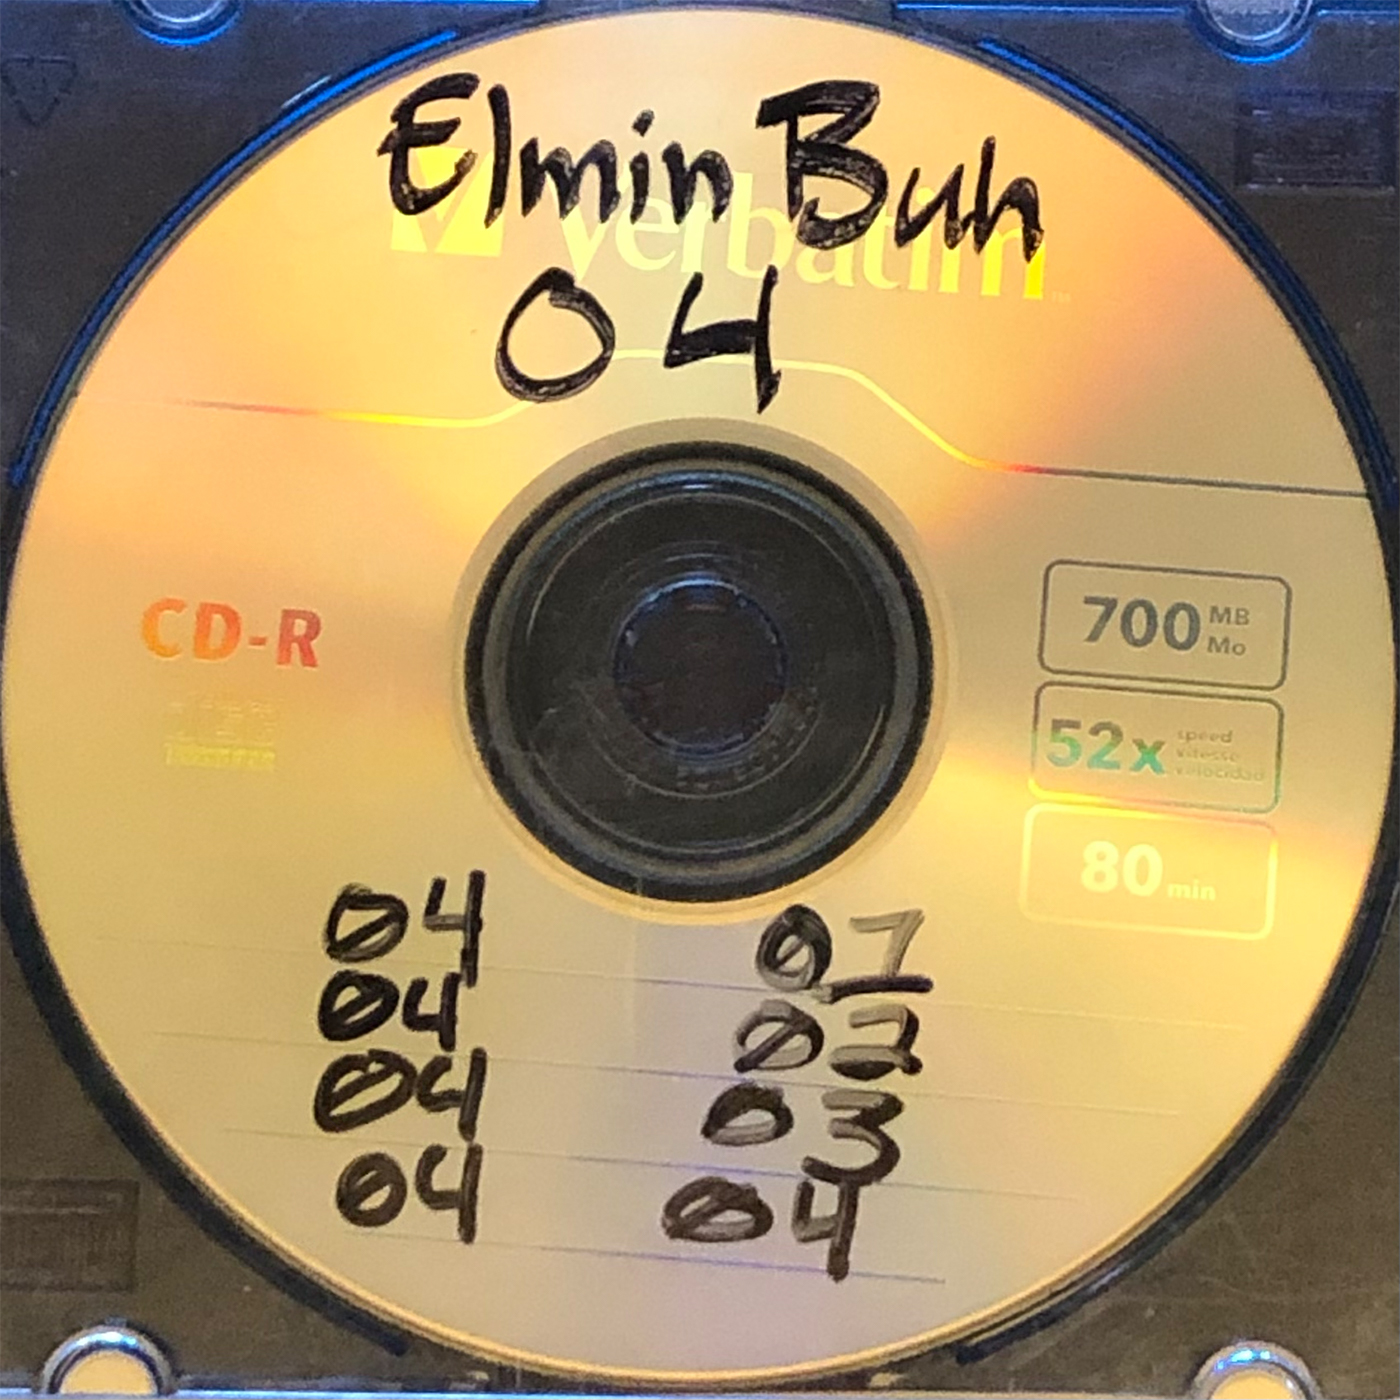 Elmin Buh
verbatim
04
CD-R
700 MB Mo
52x speed vitesse velocidad
80 min
04 01
04 02
04 03
04 04